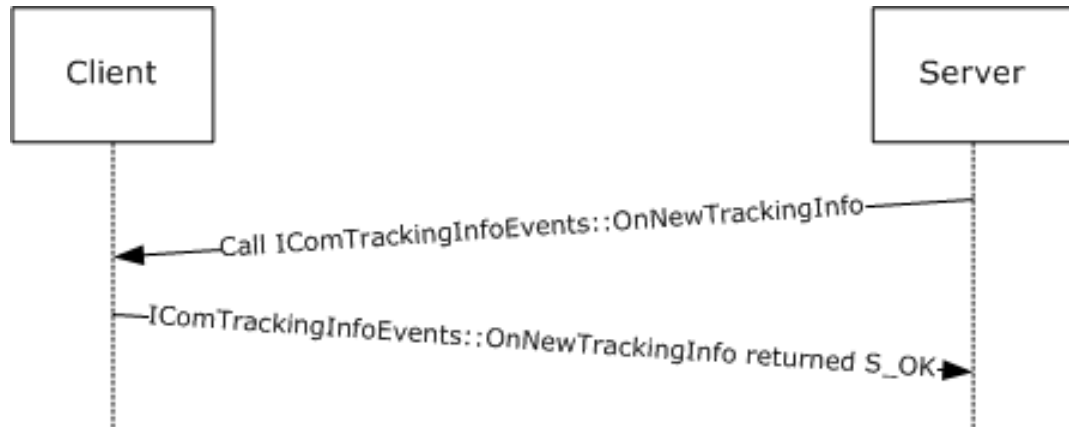 Client
Server
Call IComTrackingInfoEvents::OnNewTrackingInfo
IComTrackingInfoEvents::OnNewTrackingInfo returned S_OK